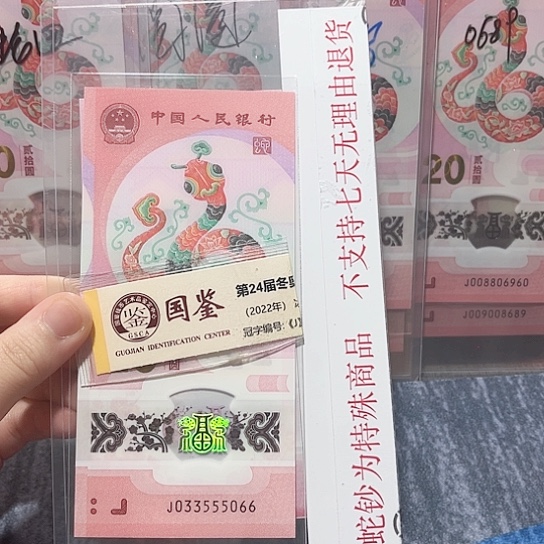 中国人民银行
国鉴
GSCA
GUOJIAN IDENTIFICATION CENTER
第24届冬
(2022年)
冠字编号:
J033555066
蛇钞为特殊商品 不支持七天无理由退货
0689
20
贰拾圆
J008806960
J009008689